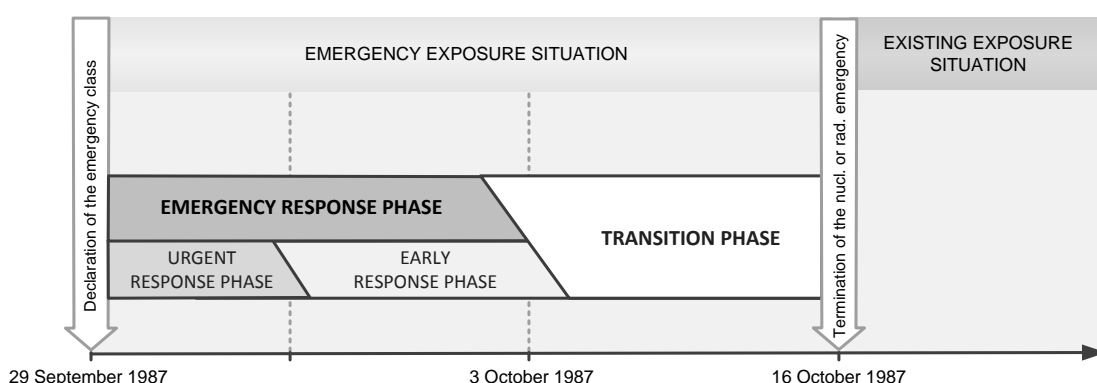 EMERGENCY EXPOSURE SITUATION
EXISTING EXPOSURE
SITUATION
Declaration of the emergency class
Termination of the nucl. or rad. emergency
EMERGENCY RESPONSE PHASE
TRANSITION PHASE
URGENT
RESPONSE PHASE
EARLY
RESPONSE PHASE
29 September 1987
3 October 1987
16 October 1987